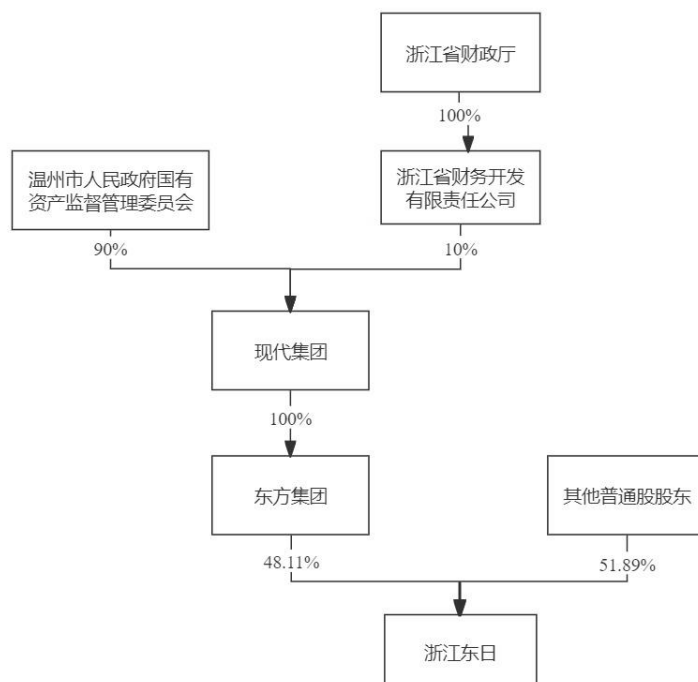 浙江省财政厅
100%
温州市人民政府国有
资产监督管理委员会
浙江省财务开发
有限责任公司
90%
10%
现代集团
100%
东方集团
其他普通股股东
48.11%
51.89%
浙江东日